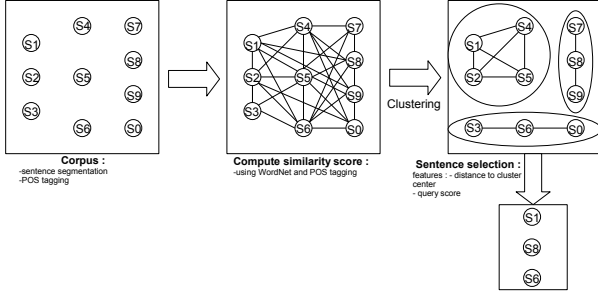 S4 S7
S1
S8
S2 S5
S9
S3
S6 S0
Corpus :
-sentence segmentation
-POS tagging
S4 S7
S1
S8
S2 S5
S9
S3
S6 S0
Compute similarity score :
-using WordNet and POS tagging
Clustering
S4 S7
S1
S8
S2 S5
S9
S3 S6 S0
Sentence selection :
features : - distance to cluster
center
- query score
S1
S8
S6